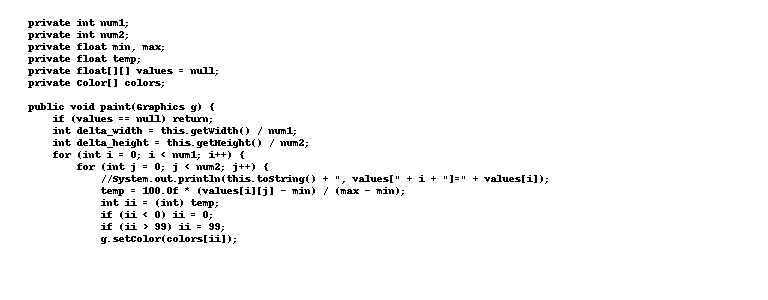 private int num1;
private int num2;
private float min, max;
private float temp;
private float[][] values = null;
private Color[] colors;
public void paint(Graphics g) {
if (values == null) return;
int delta_width = this.getWidth() / num1;
int delta_height = this.getHeight() / num2;
for (int i = 0; i < num1; i++) {
for (int j = 0; j < num2; j++) {
//System.out.println(this.toString() + ", values[" + i + "]=" + values[i]);
temp = 100.0f * (values[i][j] - min) / (max - min);
int ii = (int) temp;
if (ii < 0) ii = 0;
if (ii > 99) ii = 99;
g.setColor(colors[ii]);